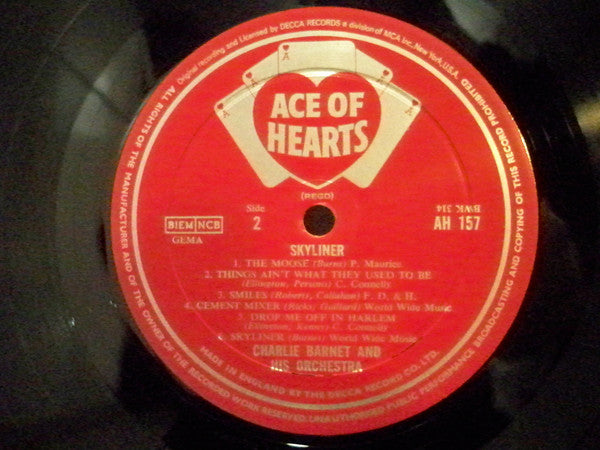 Original recording and Licensed by DECCA RECORDS a division of MCA Inc. New York, U.S.A.
ALL RIGHTS OF THE MANUFACTURER AND OF THE OWNER OF THE RECORDED WORK RESERVED. UNAUTHORISED PUBLIC PERFORMANCE BROADCASTING AND COPYING OF THIS RECORD PROHIBITED
A
A
A
A
ACE OF
HEARTS
(REGD)
BIEM NCB
GEMA
Side
2
AH 157
SKYLINER
1. THE MOOSE (Burns) P. Maurice
2. THINGS AIN'T WHAT THEY USED TO BE
(Ellington, Persons) C. Connelly
3. SMILES (Roberts, Callahan) F. D. & H.
4. CEMENT MIXER (Ricks, Gaillard) World Wide Music
5. DROP ME OFF IN HARLEM
(Ellington, Kenny) C. Connelly
6. SKYLINER (Burnet) World Wide Music
CHARLIE BARNET AND
HIS ORCHESTRA
MADE IN ENGLAND BY THE DECCA RECORD CO. LTD.